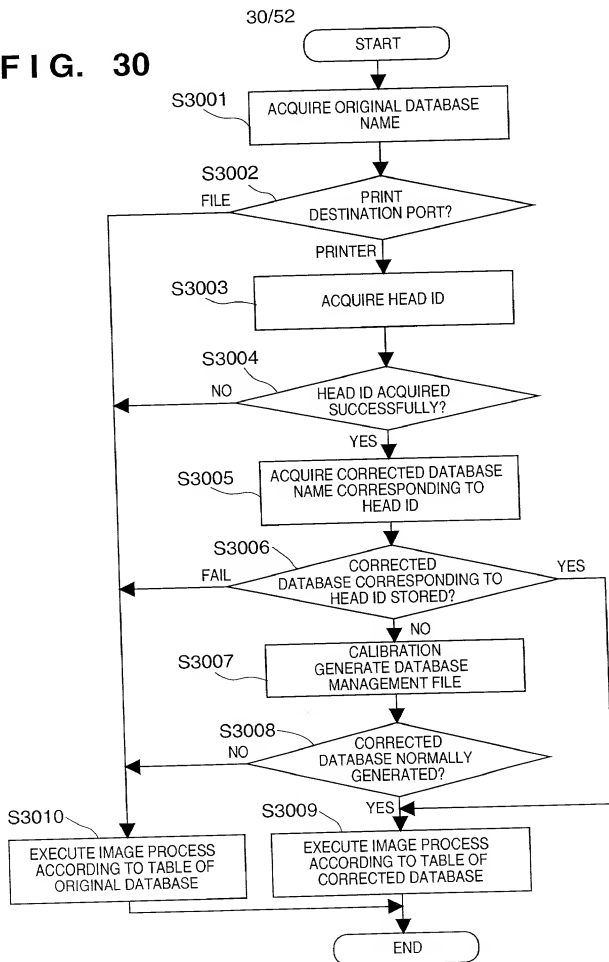 30/52
FIG. 30
START
S3001
ACQUIRE ORIGINAL DATABASE
NAME
S3002
FILE
PRINT
DESTINATION PORT?
PRINTER
S3003
ACQUIRE HEAD ID
S3004
NO
HEAD ID ACQUIRED
SUCCESSFULLY?
YES
S3005
ACQUIRE CORRECTED DATABASE
NAME CORRESPONDING TO
HEAD ID
S3006
FAIL
CORRECTED
DATABASE CORRESPONDING TO
HEAD ID STORED?
YES
NO
S3007
CALIBRATION
GENERATE DATABASE
MANAGEMENT FILE
S3008
NO
CORRECTED
DATABASE NORMALLY
GENERATED?
YES
S3010
EXECUTE IMAGE PROCESS
ACCORDING TO TABLE OF
ORIGINAL DATABASE
S3009
EXECUTE IMAGE PROCESS
ACCORDING TO TABLE OF
CORRECTED DATABASE
END